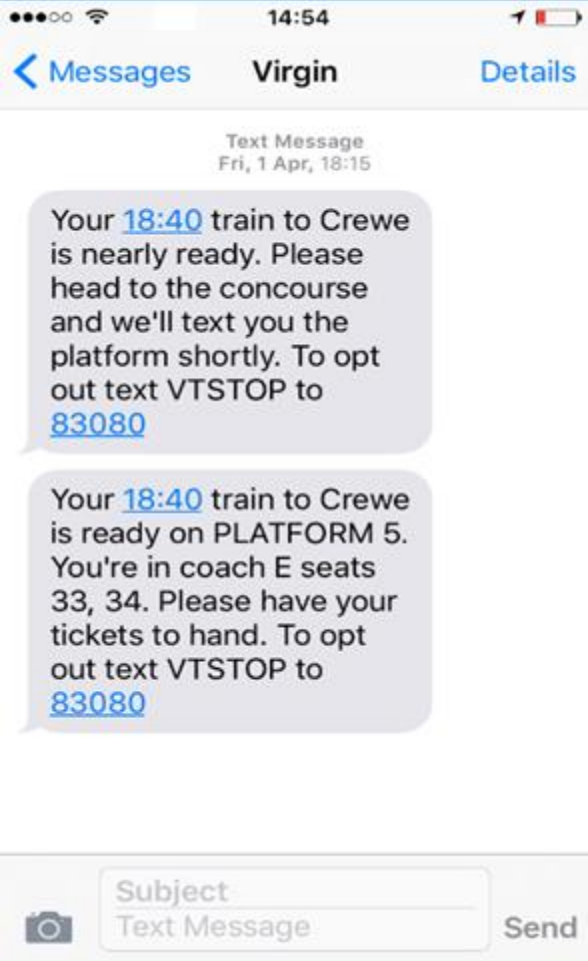 14:54
Messages
Virgin
Details
Text Message
Fri, 1 Apr, 18:15
Your 18:40 train to Crewe
is nearly ready. Please
head to the concourse
and we'll text you the
platform shortly. To opt
out text VTSTOP to
83080
Your 18:40 train to Crewe
is ready on PLATFORM 5.
You're in coach E seats
33, 34. Please have your
tickets to hand. To opt
out text VTSTOP to
83080
Subject
Text Message
Send